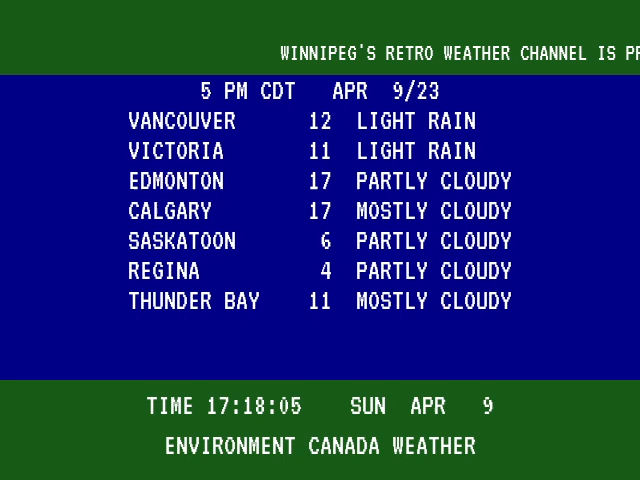 WINNIPEG'S RETRO WEATHER CHANNEL IS
5 PM CDT APR 9/23
VANCOUVER 12 LIGHT RAIN
VICTORIA 11 LIGHT RAIN
EDMONTON 17 PARTLY CLOUDY
CALGARY 17 MOSTLY CLOUDY
SASKATOON 6 PARTLY CLOUDY
REGINA 4 PARTLY CLOUDY
THUNDER BAY 11 MOSTLY CLOUDY
TIME 17:18:05 SUN APR 9
ENVIRONMENT CANADA WEATHER